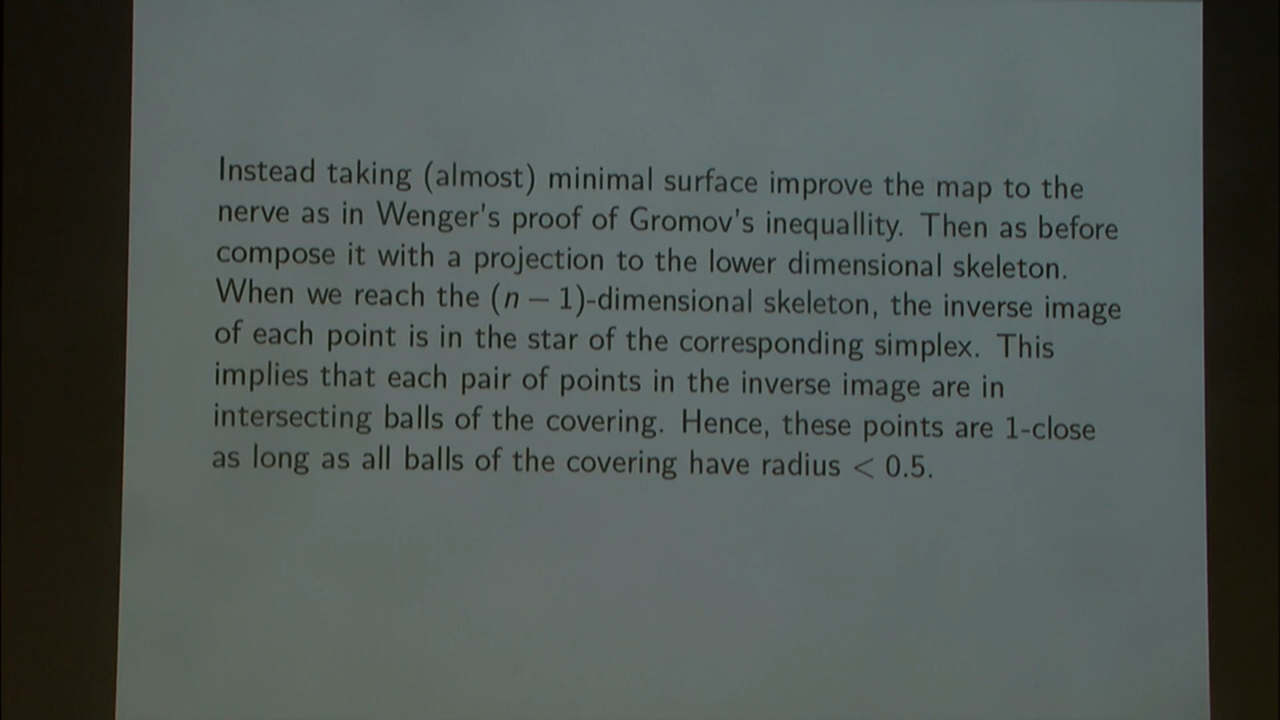 Instead taking (almost) minimal surface improve the map to the
nerve as in Wenger's proof of Gromov's inequallity. Then as before
compose it with a projection to the lower dimensional skeleton.
When we reach the (n − 1)-dimensional skeleton, the inverse image
of each point is in the star of the corresponding simplex. This
implies that each pair of points in the inverse image are in
intersecting balls of the covering. Hence, these points are 1-close
as long as all balls of the covering have radius < 0.5.